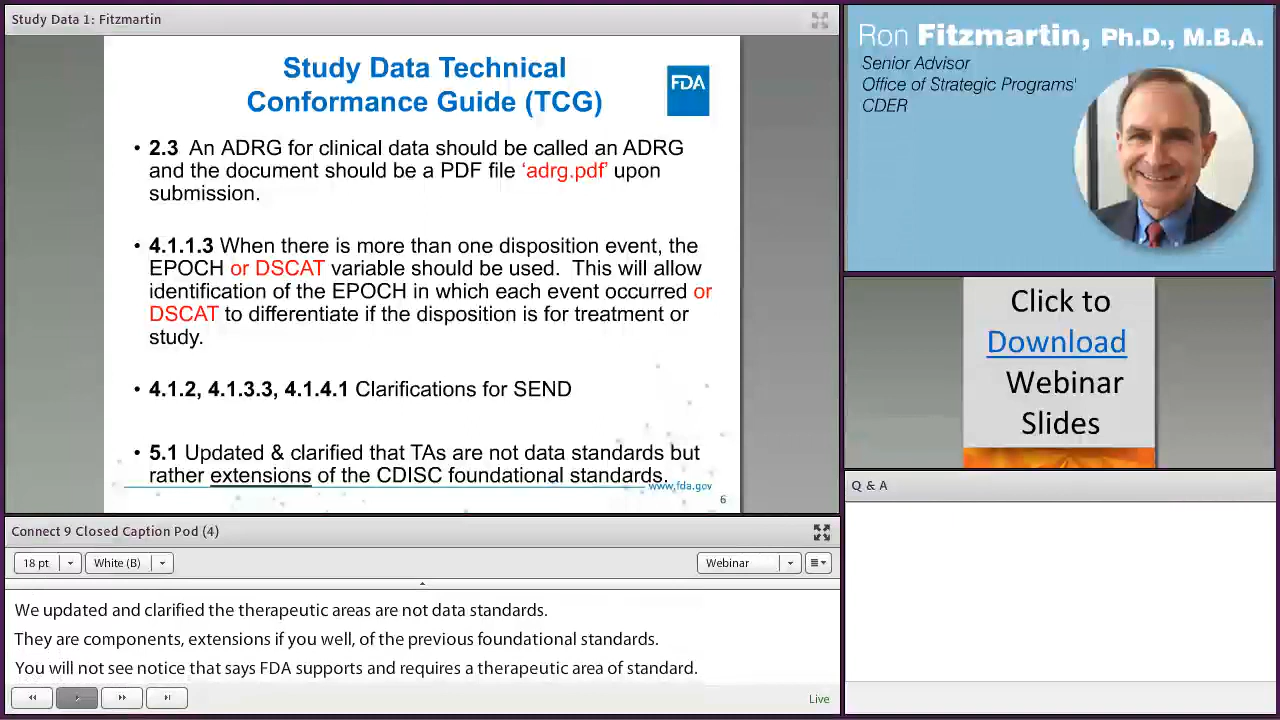 Study Data 1: Fitzmartin
Study Data Technical
Conformance Guide (TCG)
FDA
• 2.3 An ADRG for clinical data should be called an ADRG
and the document should be a PDF file ‘adrg.pdf’ upon
submission.
• 4.1.1.3 When there is more than one disposition event, the
EPOCH or DSCAT variable should be used. This will allow
identification of the EPOCH in which each event occurred or
DSCAT to differentiate if the disposition is for treatment or
study.
• 4.1.2, 4.1.3.3, 4.1.4.1 Clarifications for SEND
• 5.1 Updated & clarified that TAs are not data standards but
rather extensions of the CDISC foundational standards.
www.fda.gov
6
Ron Fitzmartin, Ph.D., M.B.A.
Senior Advisor
Office of Strategic Programs'
CDER
Click to
Download
Webinar
Slides
Q & A
Connect 9 Closed Caption Pod (4)
18 pt
White (B)
Webinar
We updated and clarified the therapeutic areas are not data standards.
They are components, extensions if you well, of the previous foundational standards.
You will not see notice that says FDA supports and requires a therapeutic area of standard.
Live